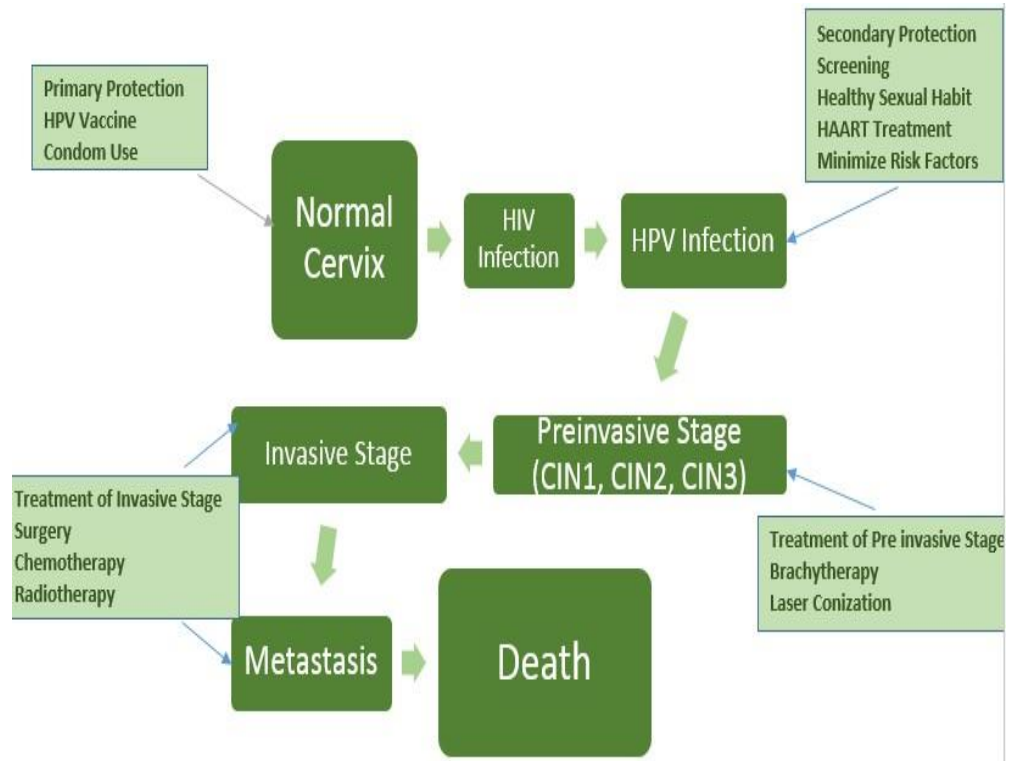 Primary Protection
HPV Vaccine
Condom Use
Secondary Protection
Screening
Healthy Sexual Habit
HAART Treatment
Minimize Risk Factors
Normal
Cervix
HIV
Infection
HPV Infection
Preinvasive Stage
(CIN1, CIN2, CIN3)
Invasive Stage
Treatment of Invasive Stage
Surgery
Chemotherapy
Radiotherapy
Treatment of Pre invasive Stage
Brachytherapy
Laser Conization
Metastasis
Death